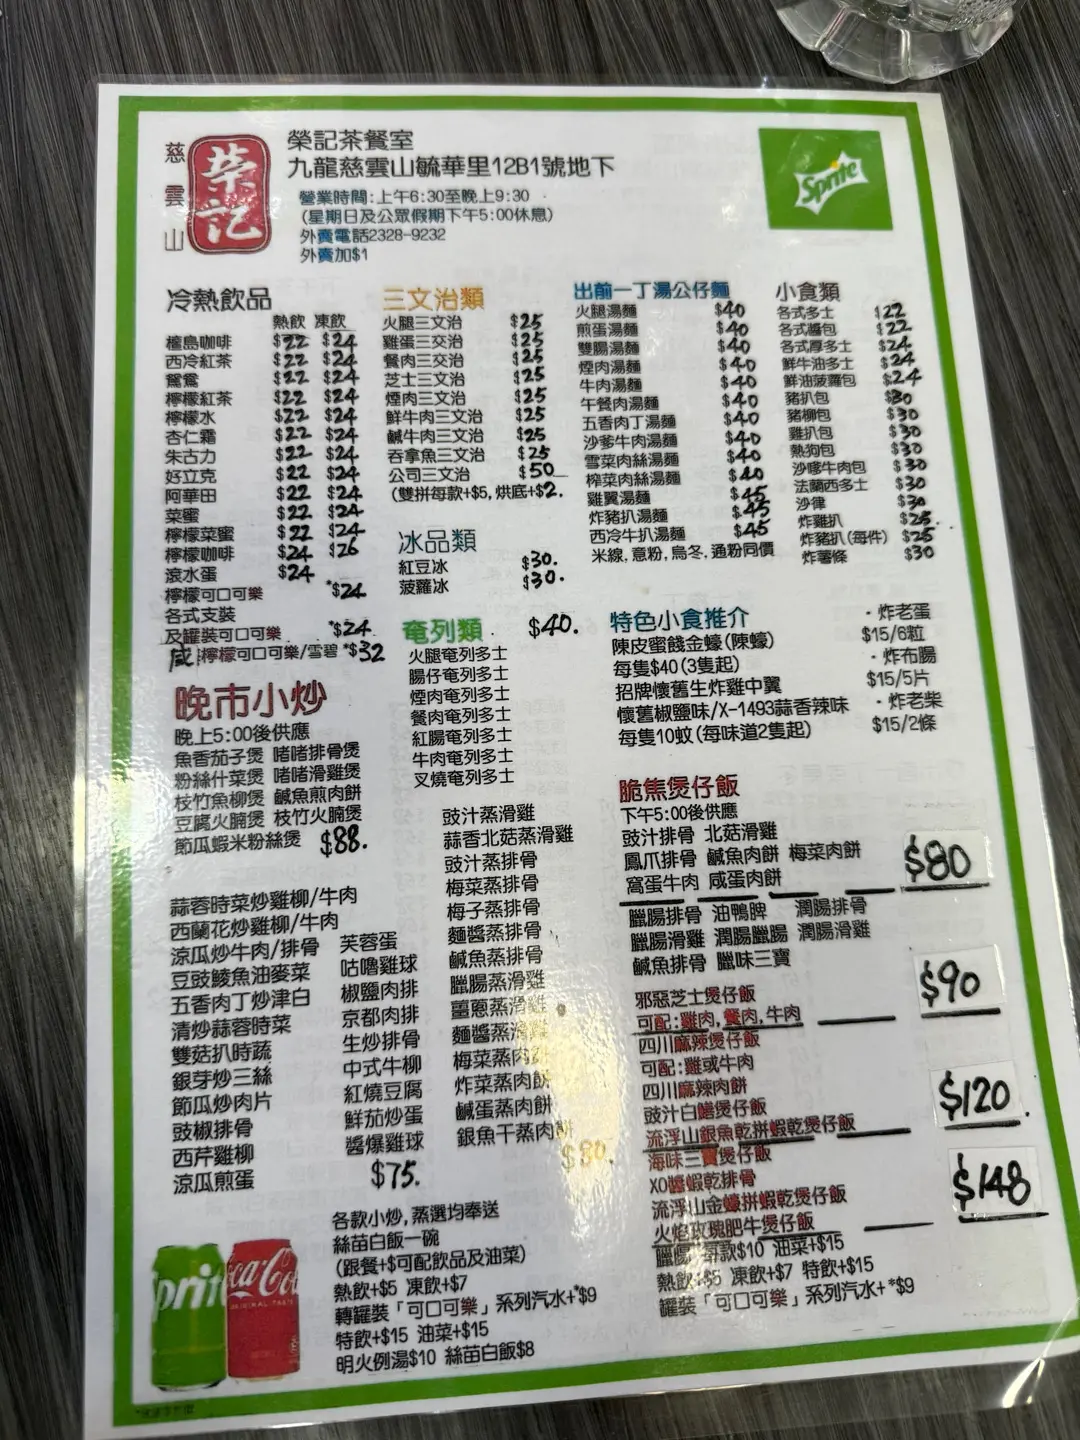 慈雲山
榮記
榮記茶餐室
九龍慈雲山毓華里12B1號地下
營業時間:上午6:30至晚上9:30
(星期日及公眾假期下午5:00休息)
外賣電話2328-9232
外賣加$1
Sprite
冷熱飲品
熱飲 凍飲
檀島咖啡 $22 $24
西冷紅茶 $22 $24
鴛鴦 $22 $24
檸檬紅茶 $22 $24
檸檬水 $22 $24
杏仁霜 $22 $24
朱古力 $22 $24
好立克 $22 $24
阿華田 $22 $24
菜蜜 $22 $24
檸檬菜蜜 $22 $24
檸檬咖啡 $24 $26
滾水蛋 $24
檸檬可口可樂 *$24
各式支裝
及罐裝可口可樂 *$24
咸檸檬可口可樂/雪碧 *$32
三文治類
火腿三文治 $25
雞蛋三交治 $25
餐肉三交治 $25
芝士三交治 $25
煙肉三文治 $25
鮮牛肉三文治 $25
鹹牛肉三文治 $25
吞拿魚三文治 $25
公司三文治 $50
(雙拼每款+$5, 烘底+$2.
冰品類
紅豆冰 $30.
菠蘿冰 $30.
奄列類 $40.
火腿奄列多士
腸仔奄列多士
煙肉奄列多士
餐肉奄列多士
紅腸奄列多士
牛肉奄列多士
叉燒奄列多士
出前一丁湯公仔麵
火腿湯麵 $40
煎蛋湯麵 $40
雙腸湯麵 $40
煙肉湯麵 $40
牛肉湯麵 $40
午餐肉湯麵 $40
五香肉丁湯麵 $40
沙爹牛肉湯麵 $40
雪菜肉絲湯麵 $40
榨菜肉絲湯麵 $40
雞翼湯麵 $45
炸豬扒湯麵 $45
西冷牛扒湯麵 $45
米線, 意粉, 烏冬, 通粉同價
小食類
各式多士 $22
各式醬包 $22
各式厚多士 $24
鮮牛油多士 $24
鮮油菠蘿包 $24
豬扒包 $30
豬柳包 $30
雞扒包 $30
熱狗包 $30
沙嗲牛肉包 $30
法蘭西多士 $30
沙律 $30
炸雞扒 $25
炸豬扒(每件) $25
炸薯條 $30
特色小食推介
陳皮蜜餞金蠔(陳蠔)
每隻$40(3隻起)
招牌懷舊生炸雞中翼
懷舊椒鹽味/X-1493蒜香辣味
每隻10蚊(每味道2隻起)
·炸老蛋
$15/6粒
·炸布腸
$15/5片
·炸老柴
$15/2條
晚市小炒
晚上5:00後供應
魚香茄子煲 啫啫排骨煲
粉絲什菜煲 啫啫滑雞煲
枝竹魚柳煲 鹹魚煎肉餅
豆腐火腩煲 枝竹火腩煲
節瓜蝦米粉絲煲 $88.
蒜蓉時菜炒雞柳/牛肉
西蘭花炒雞柳/牛肉
涼瓜炒牛肉/排骨
豆豉鯪魚油麥菜
五香肉丁炒津白
清炒蒜蓉時菜
雙菇扒時蔬
銀芽炒三絲
節瓜炒肉片
豉椒排骨
西芹雞柳
涼瓜煎蛋
芙蓉蛋
咕嚕雞球
椒鹽肉排
京都肉排
生炒排骨
中式牛柳
紅燒豆腐
鮮茄炒蛋
醬爆雞球
$75.
豉汁蒸滑雞
蒜香北菇蒸滑雞
豉汁蒸排骨
梅菜蒸排骨
梅子蒸排骨
麵醬蒸排骨
鹹魚蒸排骨
臘腸蒸滑雞
薑蔥蒸滑雞
麵醬蒸滑雞
梅菜蒸肉餅
炸菜蒸肉餅
鹹蛋蒸肉餅
銀魚干蒸肉餅
$80.
各款小炒, 蒸選均奉送
絲苗白飯一碗
(跟餐+$可配飲品及油菜)
熱飲+$5 凍飲+$7
轉罐裝「可口可樂」系列汽水+*$9
特飲+$15 油菜+$15
明火例湯$10 絲苗白飯$8
脆焦煲仔飯
下午5:00後供應
豉汁排骨 北菇滑雞
鳳爪排骨 鹹魚肉餅 梅菜肉餅
窩蛋牛肉 咸蛋肉餅 $80
臘腸排骨 油鴨脾 潤腸排骨
臘腸滑雞 潤腸臘腸 潤腸滑雞
鹹魚排骨 臘味三寶
邪惡芝士煲仔飯
可配:雞肉, 餐肉, 牛肉 $90
四川麻辣煲仔飯
可配:雞或牛肉
四川麻辣肉餅
豉汁白鱔煲仔飯
流浮山銀魚乾拼蝦乾煲仔飯 $120
海味三寶煲仔飯
XO醬蝦乾排骨
流浮山金蠔拼蝦乾煲仔飯
火焰玫瑰肥牛煲仔飯 $148
臘腸 每款$10 油菜+$15
熱飲+$5 凍飲+$7 特飲+$15
罐裝「可口可樂」系列汽水+*$9
Sprite
Coca-Cola
ORIGINAL TASTE